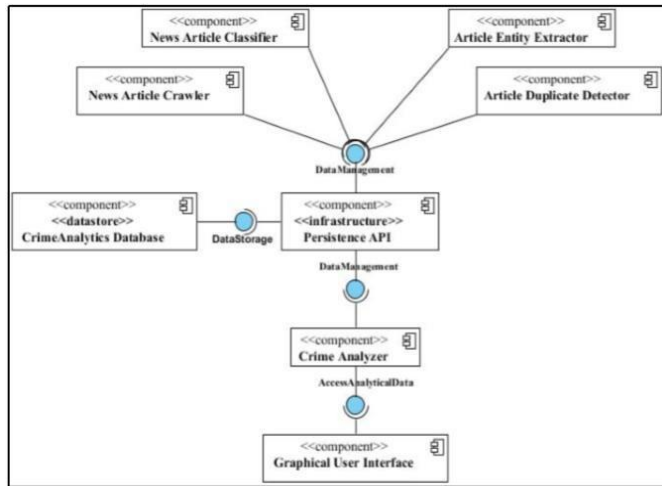 <<component>>
News Article Classifier
<<component>>
Article Entity Extractor
<<component>>
News Article Crawler
<<component>>
Article Duplicate Detector
DataManagement
<<component>>
<<datastore>>
CrimeAnalytics Database
DataStorage
<<component>>
<<infrastructure>>
Persistence API
DataManagement
<<component>>
Crime Analyzer
AccessAnalyticalData
<<component>>
Graphical User Interface